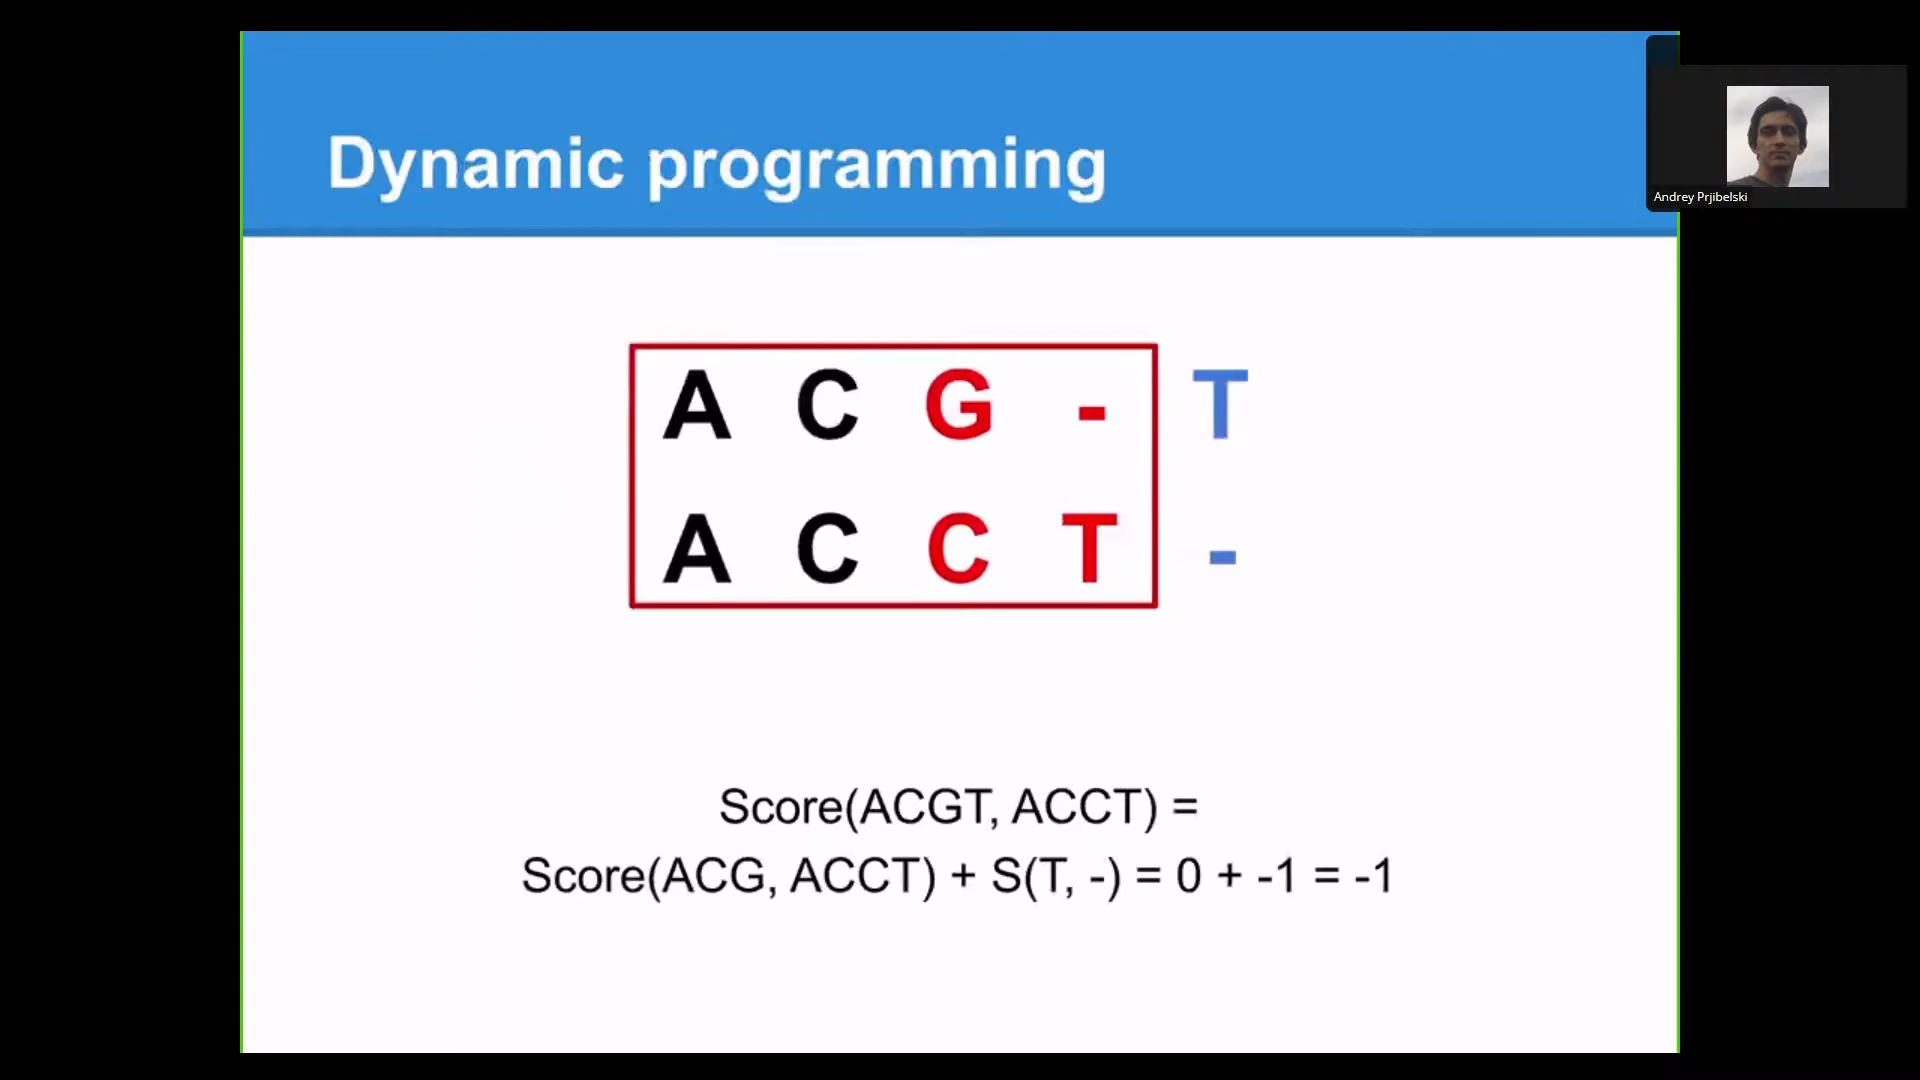 Dynamic programming
Andrey Prjibelski
A C G - T
A C C T -
Score(ACGT, ACCT) =
Score(ACG, ACCT) + S(T, -) = 0 + -1 = -1